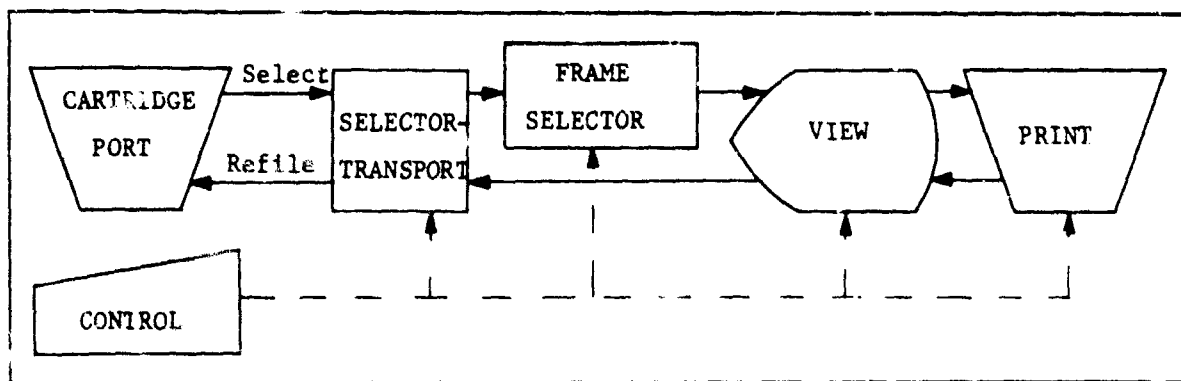 Select
CARTRIDGE
PORT
Refile
SELECTOR-
TRANSPORT
FRAME
SELECTOR
VIEW
PRINT
CONTROL